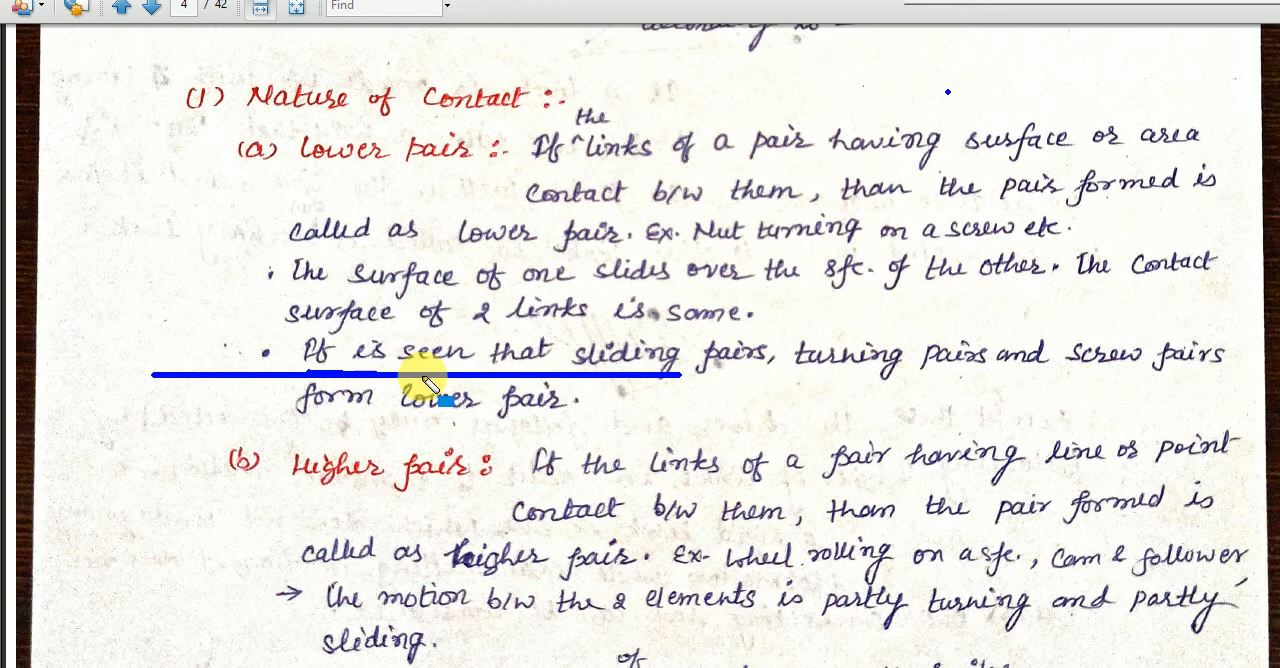 4 / 42 Find
(1) Nature of Contact :-
the
(a) Lower pair :- If ^ links of a pair having surface or area
Contact b/w them, than the pair formed is
called as lower pair. Ex. Nut turning on a screw etc.
• The surface of one slides over the sfc. of the other. The Contact
surface of 2 links is same.
• It is seen that sliding pairs, turning pairs and screw pairs
form lower pair.
(b) Higher pair : If the links of a pair having line or point
Contact b/w them, than the pair formed is
called as higher pair. Ex- wheel rolling on a sfc., Cam & follower
→ The motion b/w the 2 elements is partly turning and partly
sliding.
of